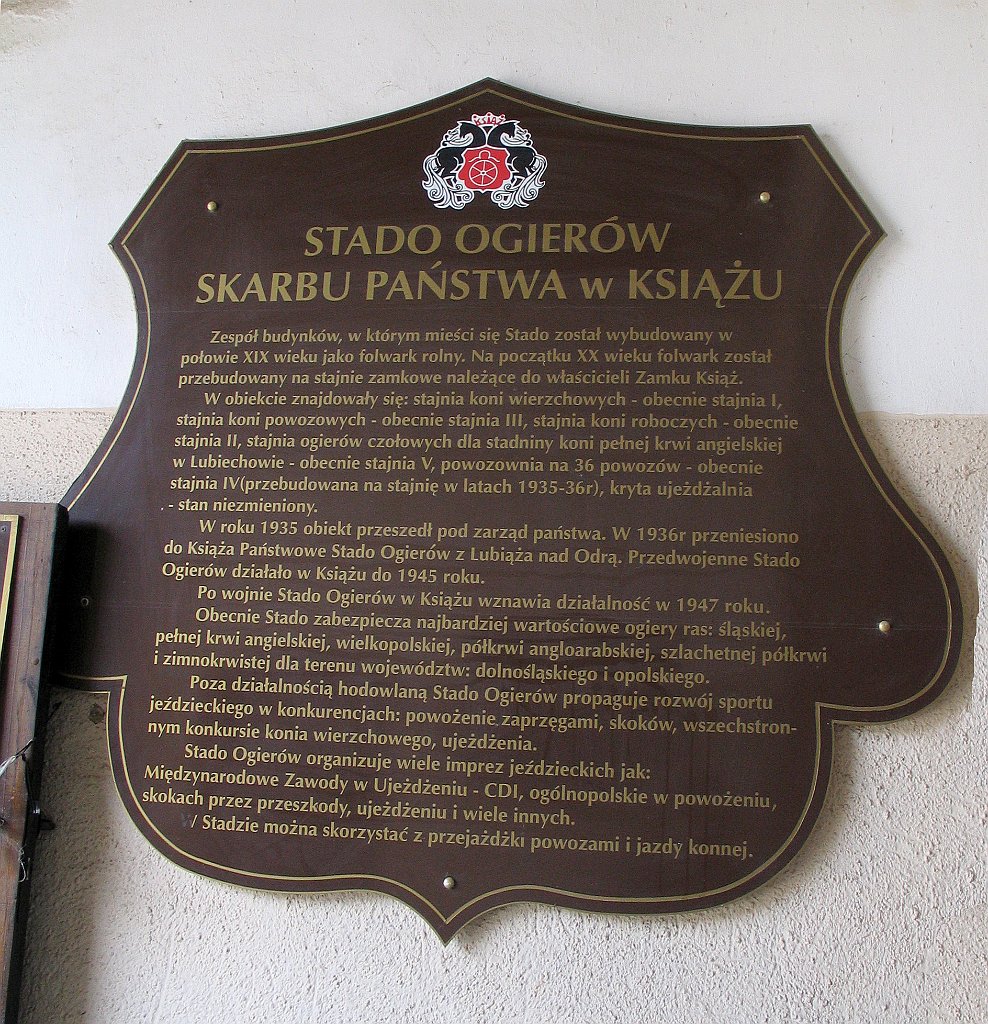 Książ
STADO OGIERÓW
SKARBU PAŃSTWA w KSIĄŻU
Zespół budynków, w którym mieści się Stado został wybudowany w
połowie XIX wieku jako folwark rolny. Na początku XX wieku folwark został
przebudowany na stajnie zamkowe należące do właścicieli Zamku Książ.
W obiekcie znajdowały się: stajnia koni wierzchowych - obecnie stajnia I,
stajnia koni powozowych - obecnie stajnia III, stajnia koni roboczych - obecnie
stajnia II, stajnia ogierów czołowych dla stadniny koni pełnej krwi angielskiej
w Lubiechowie - obecnie stajnia V, powozownia na 36 powozów - obecnie
stajnia IV(przebudowana na stajnię w latach 1935-36r), kryta ujeżdżalnia
- stan niezmieniony.
W roku 1935 obiekt przeszedł pod zarząd państwa. W 1936r przeniesiono
do Książa Państwowe Stado Ogierów z Lubiąża nad Odrą. Przedwojenne Stado
Ogierów działało w Książu do 1945 roku.
Po wojnie Stado Ogierów w Książu wznawia działalność w 1947 roku.
Obecnie Stado zabezpiecza najbardziej wartościowe ogiery ras: śląskiej,
pełnej krwi angielskiej, wielkopolskiej, półkrwi angloarabskiej, szlachetnej półkrwi
i zimnokrwistej dla terenu województw: dolnośląskiego i opolskiego.
Poza działalnością hodowlaną Stado Ogierów propaguje rozwój sportu
jeździeckiego w konkurencjach: powożenie zaprzęgami, skoków, wszechstron-
nym konkursie konia wierzchowego, ujeżdżenia.
Stado Ogierów organizuje wiele imprez jeździeckich jak:
Międzynarodowe Zawody w Ujeżdżeniu - CDI, ogólnopolskie w powożeniu,
skokach przez przeszkody, ujeżdżeniu i wiele innych.
W Stadzie można skorzystać z przejażdżki powozami i jazdy konnej.